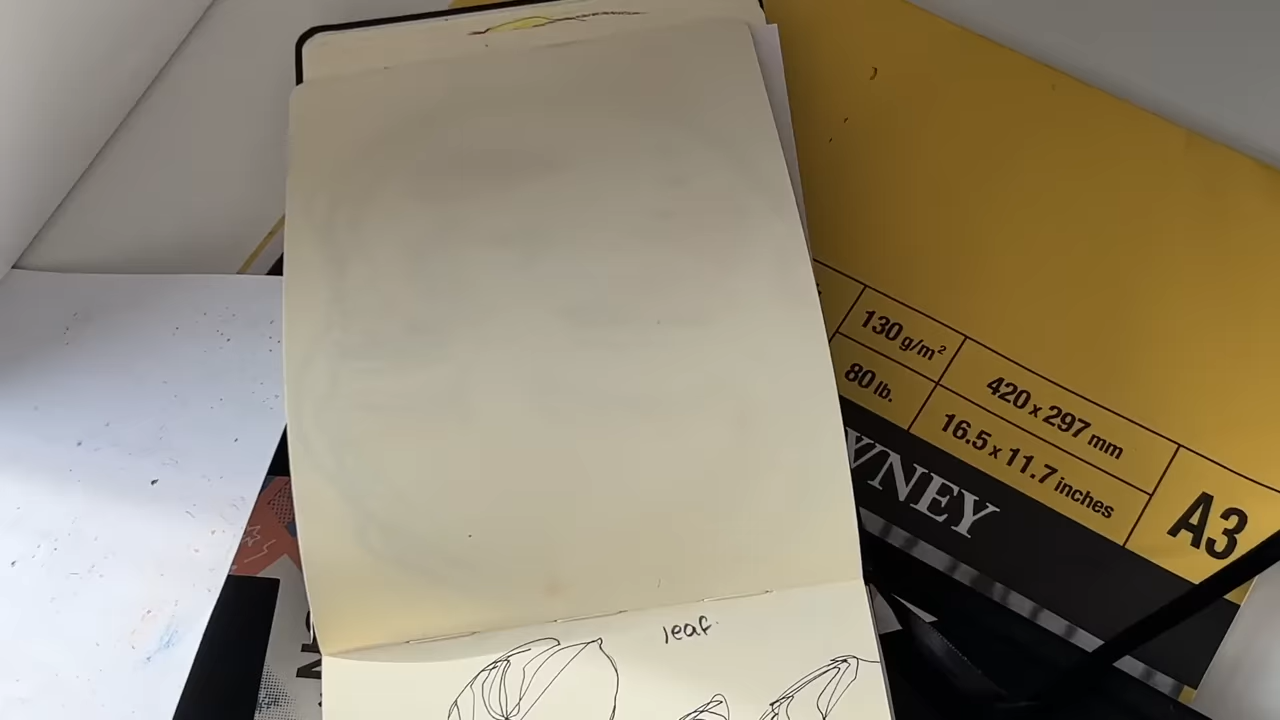 130 g/m²
420 x 297 mm
80 lb.
16.5 x 11.7 inches
A3
WNEY
leaf